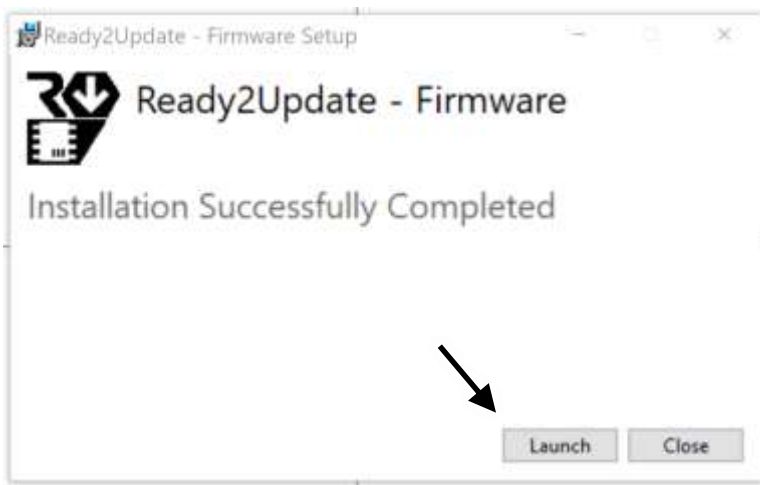 Ready2Update - Firmware Setup
Ready2Update - Firmware
Installation Successfully Completed
Launch Close